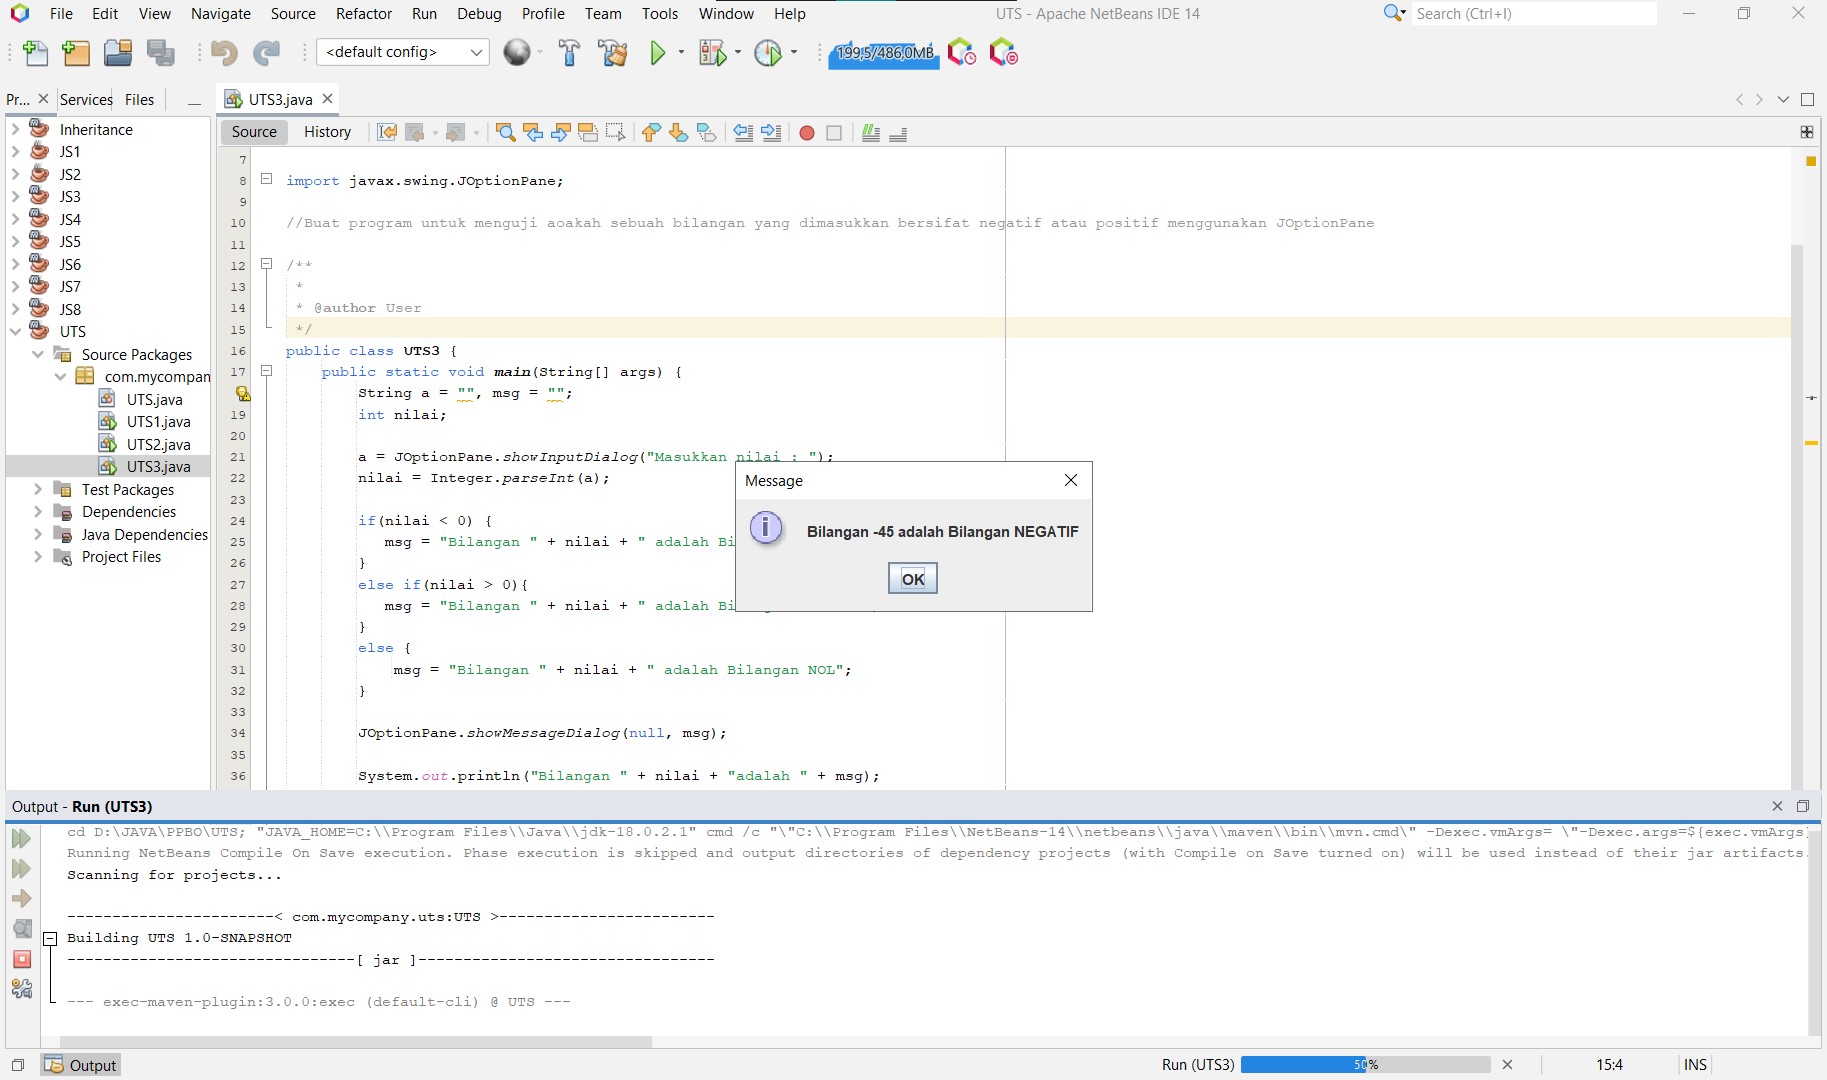 File Edit View Navigate Source Refactor Run Debug Profile Team Tools Window Help UTS - Apache NetBeans IDE 14 Search (Ctrl+I)
<default config> 199,5/486,0MB
Pr... Services Files UTS3.java
Source History
Inheritance
JS1
JS2
JS3
JS4
JS5
JS6
JS7
JS8
UTS
Source Packages
com.mycompan
UTS.java
UTS1.java
UTS2.java
UTS3.java
Test Packages
Dependencies
Java Dependencies
Project Files
7
8 import javax.swing.JOptionPane;
9
10 //Buat program untuk menguji aoakah sebuah bilangan yang dimasukkan bersifat negatif atau positif menggunakan JOptionPane
11
12 /**
13 *
14 * @author User
15 */
16 public class UTS3 {
17 public static void main(String[] args) {
String a = "", msg = "";
19 int nilai;
20
21 a = JOptionPane.showInputDialog("Masukkan nilai : ");
22 nilai = Integer.parseInt(a);
23
24 if(nilai < 0) {
25 msg = "Bilangan " + nilai + " adalah Bi
26 }
27 else if(nilai > 0){
28 msg = "Bilangan " + nilai + " adalah Bi
29 }
30 else {
31 msg = "Bilangan " + nilai + " adalah Bilangan NOL";
32 }
33
34 JOptionPane.showMessageDialog(null, msg);
35
36 System.out.println("Bilangan " + nilai + "adalah " + msg);
Message
Bilangan -45 adalah Bilangan NEGATIF
OK
Output - Run (UTS3)
cd D:\JAVA\PPBO\UTS; "JAVA_HOME=C:\\Program Files\\Java\\jdk-18.0.2.1" cmd /c "\"C:\\Program Files\\NetBeans-14\\netbeans\\java\\maven\\bin\\mvn.cmd\" -Dexec.vmArgs= \"-Dexec.args=${exec.vmArgs}
Running NetBeans Compile On Save execution. Phase execution is skipped and output directories of dependency projects (with Compile on Save turned on) will be used instead of their jar artifacts.
Scanning for projects...
-----------------------< com.mycompany.uts:UTS >------------------------
Building UTS 1.0-SNAPSHOT
--------------------------------[ jar ]---------------------------------
--- exec-maven-plugin:3.0.0:exec (default-cli) @ UTS ---
Output Run (UTS3) 50% 15:4 INS